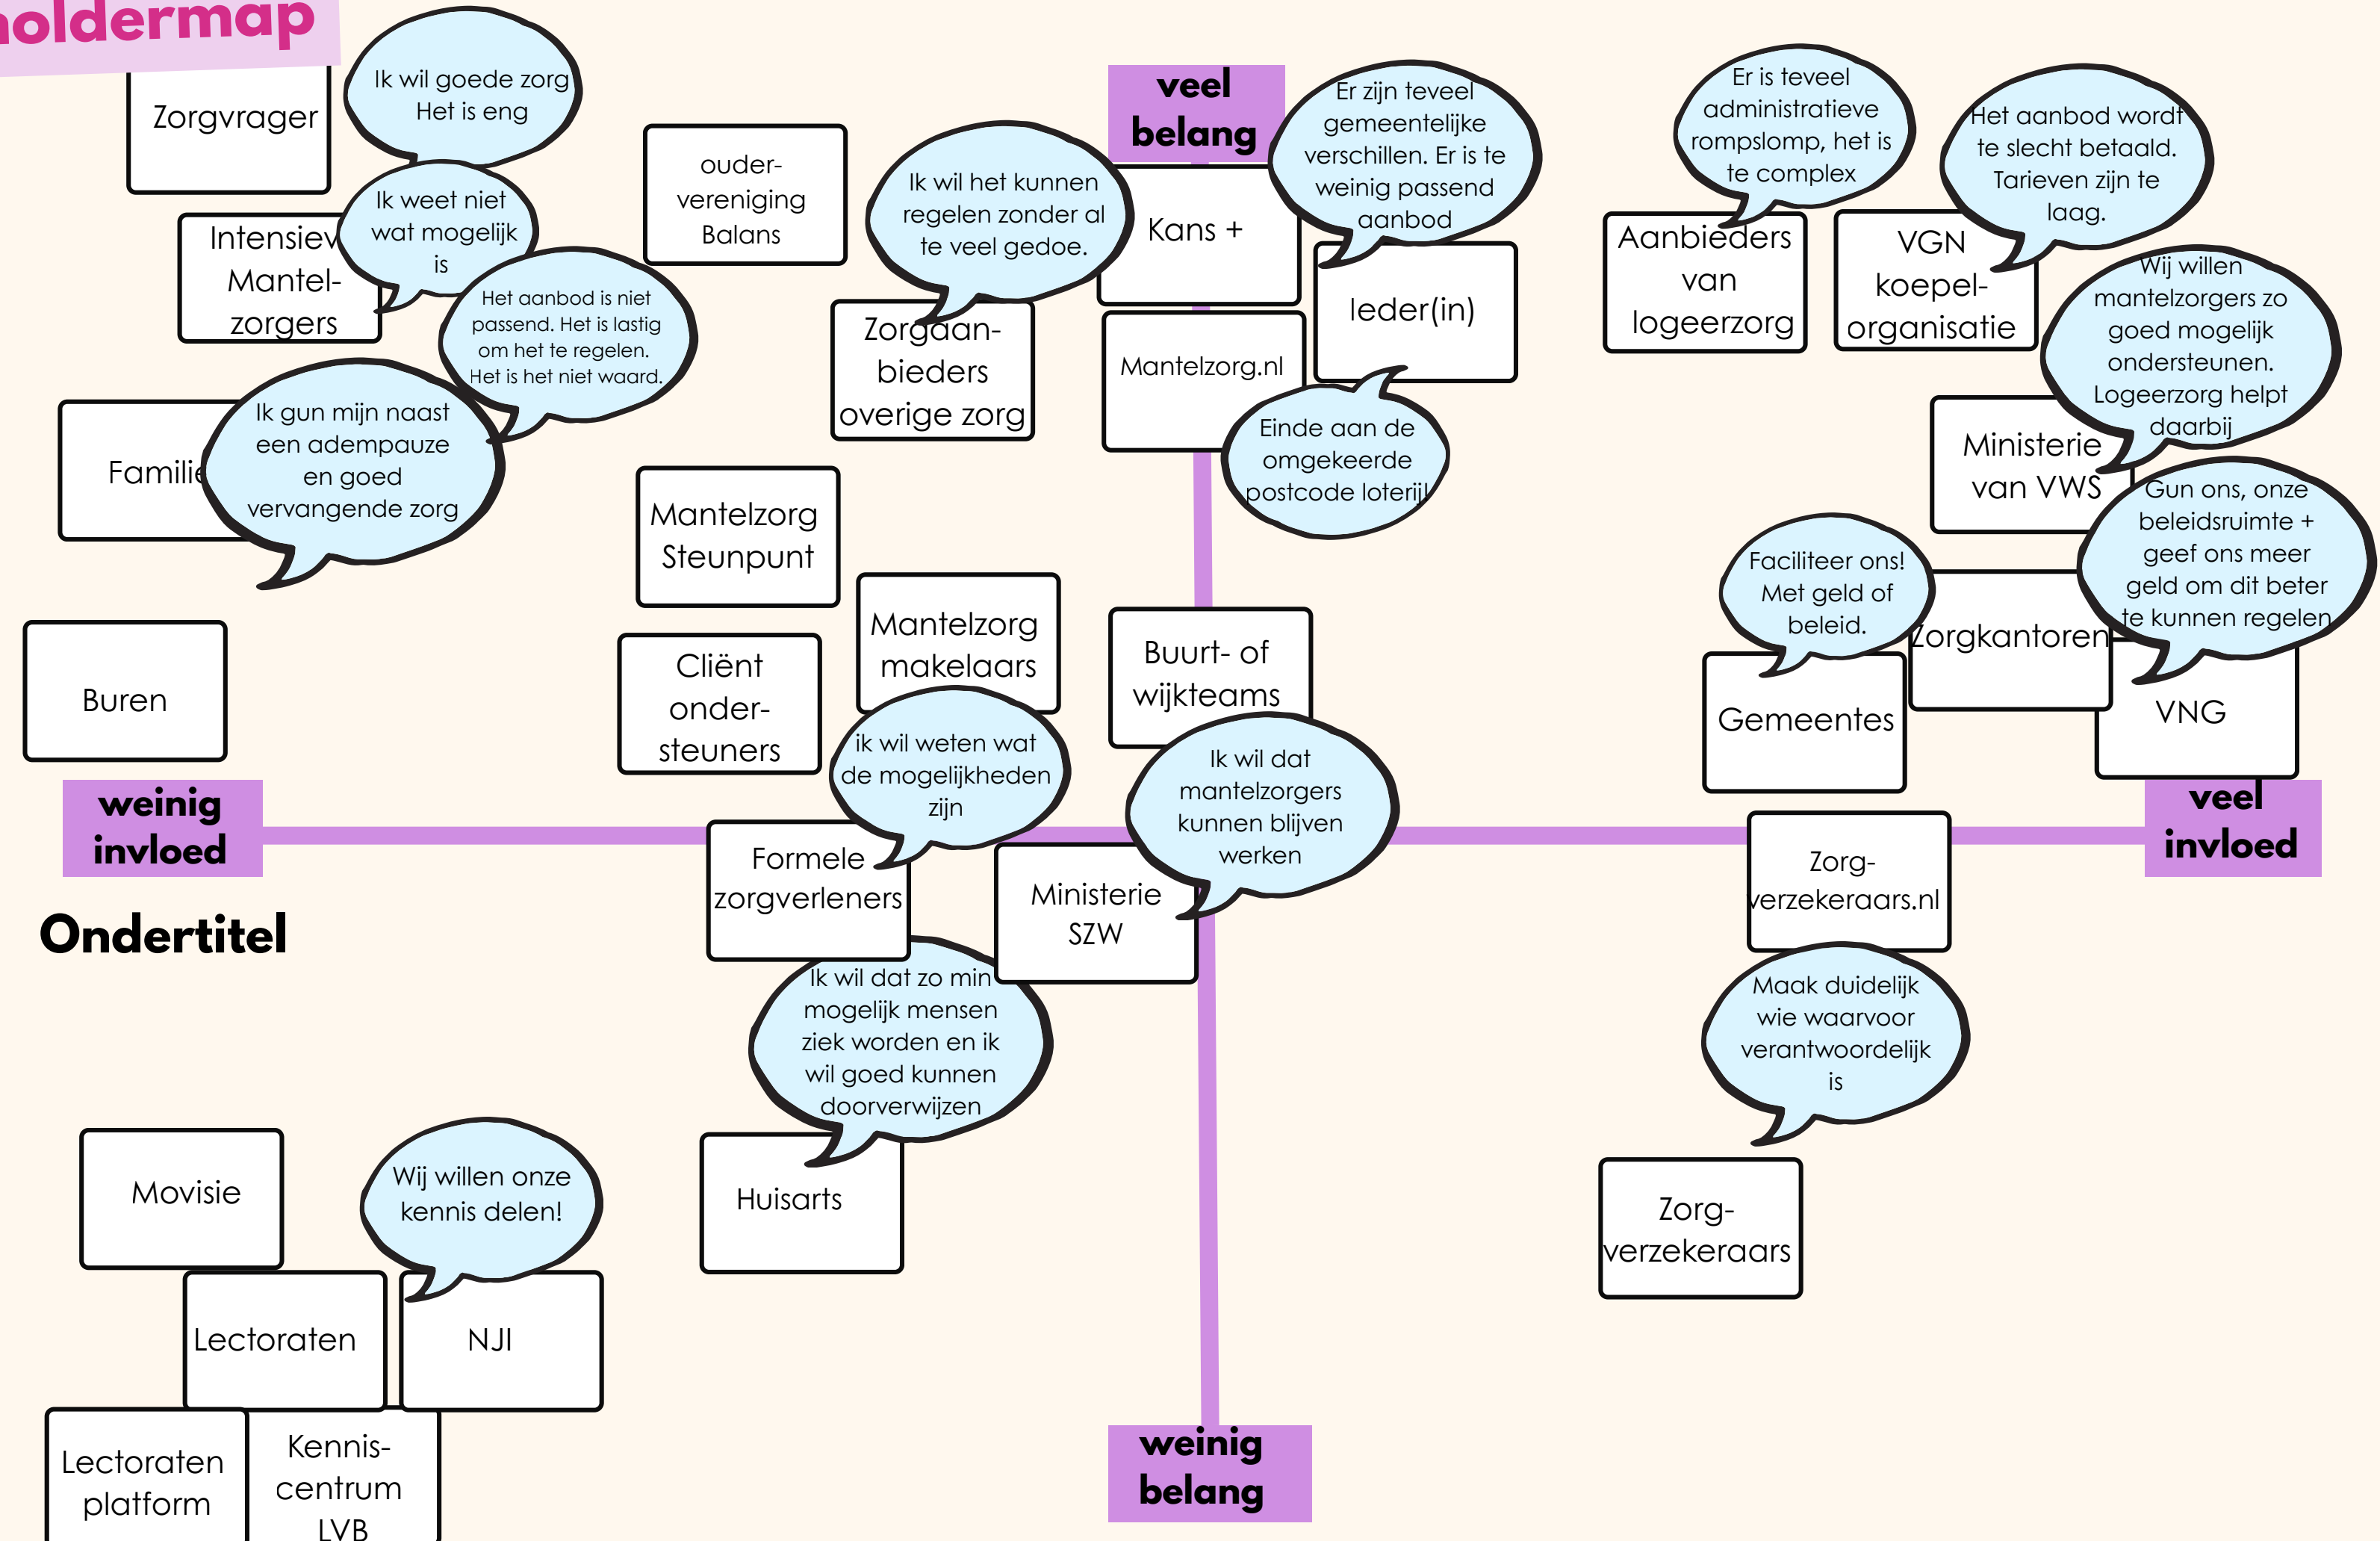 holdermap
Zorgvrager
Ik wil goede zorg
Het is eng
Intensiev
Mantel-
zorgers
Ik weet niet
wat mogelijk
is
Het aanbod is niet
passend. Het is lastig
om het te regelen.
Het is het niet waard.
Familie
Ik gun mijn naast
een adempauze
en goed
vervangende zorg
Buren
ouder-
vereniging
Balans
Ik wil het kunnen
regelen zonder al
te veel gedoe.
Zorgaan-
bieders
overige zorg
veel
belang
Kans +
Er zijn teveel
gemeentelijke
verschillen. Er is te
weinig passend
aanbod
Ieder(in)
Mantelzorg.nl
Einde aan de
omgekeerde
postcode loterij!
Er is teveel
administratieve
rompslomp, het is
te complex
Aanbieders
van
logeerzorg
Het aanbod wordt
te slecht betaald.
Tarieven zijn te
laag.
VGN
koepel-
organisatie
Wij willen
mantelzorgers zo
goed mogelijk
ondersteunen.
Logeerzorg helpt
daarbij
Ministerie
van VWS
Gun ons, onze
beleidsruimte +
geef ons meer
geld om dit beter
te kunnen regelen
Faciliteer ons!
Met geld of
beleid.
Zorgkantoren
Gemeentes
VNG
Mantelzorg
Steunpunt
Mantelzorg
makelaars
Cliënt
onder-
steuners
Buurt- of
wijkteams
ik wil weten wat
de mogelijkheden
zijn
Ik wil dat
mantelzorgers
kunnen blijven
werken
weinig
invloed
veel
invloed
Formele
zorgverleners
Ministerie
SZW
Zorg-
verzekeraars.nl
Ondertitel
Ik wil dat zo min
mogelijk mensen
ziek worden en ik
wil goed kunnen
doorverwijzen
Huisarts
Maak duidelijk
wie waarvoor
verantwoordelijk
is
Zorg-
verzekeraars
Movisie
Wij willen onze
kennis delen!
Lectoraten
NJI
Lectoraten
platform
Kennis-
centrum
LVB
weinig
belang